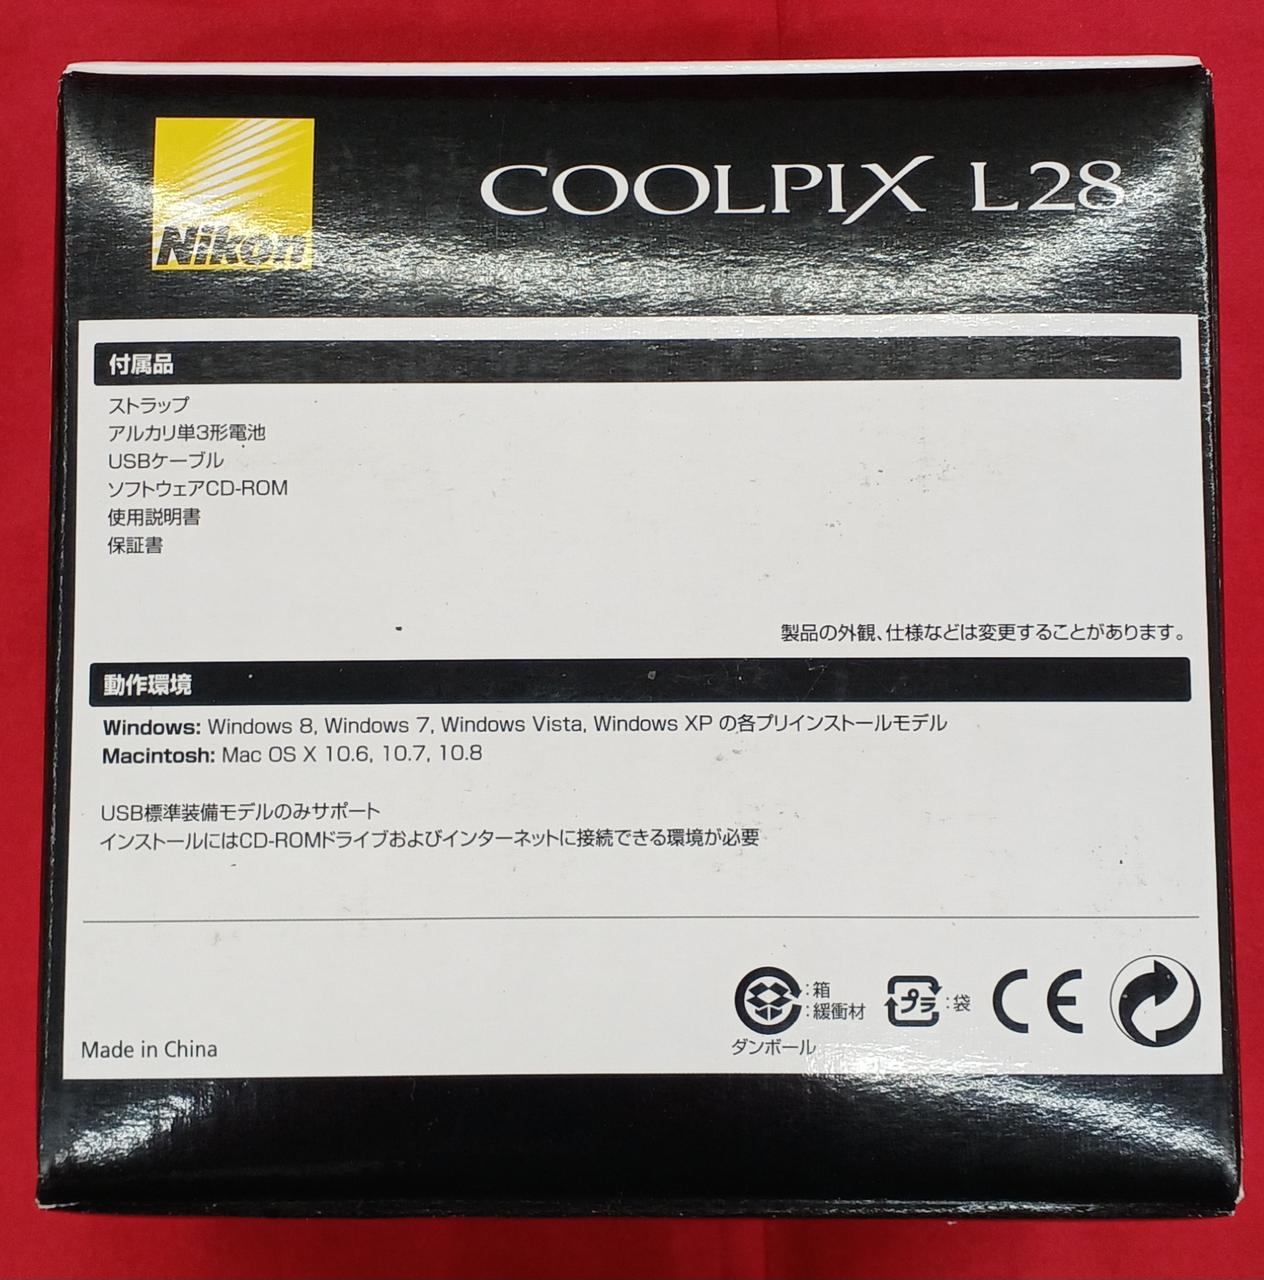 Nikon
COOLPIX L28
付属品
ストラップ
アルカリ単3形電池
USBケーブル
ソフトウェアCD-ROM
使用説明書
保証書
製品の外観、仕様などは変更することがあります。
動作環境
Windows: Windows 8, Windows 7, Windows Vista, Windows XP の各プリインストールモデル
Macintosh: Mac OS X 10.6, 10.7, 10.8
USB標準装備モデルのみサポート
インストールにはCD-ROMドライブおよびインターネットに接続できる環境が必要
:箱
:緩衝材
ダンボール
プラ
:袋
CE
Made in China